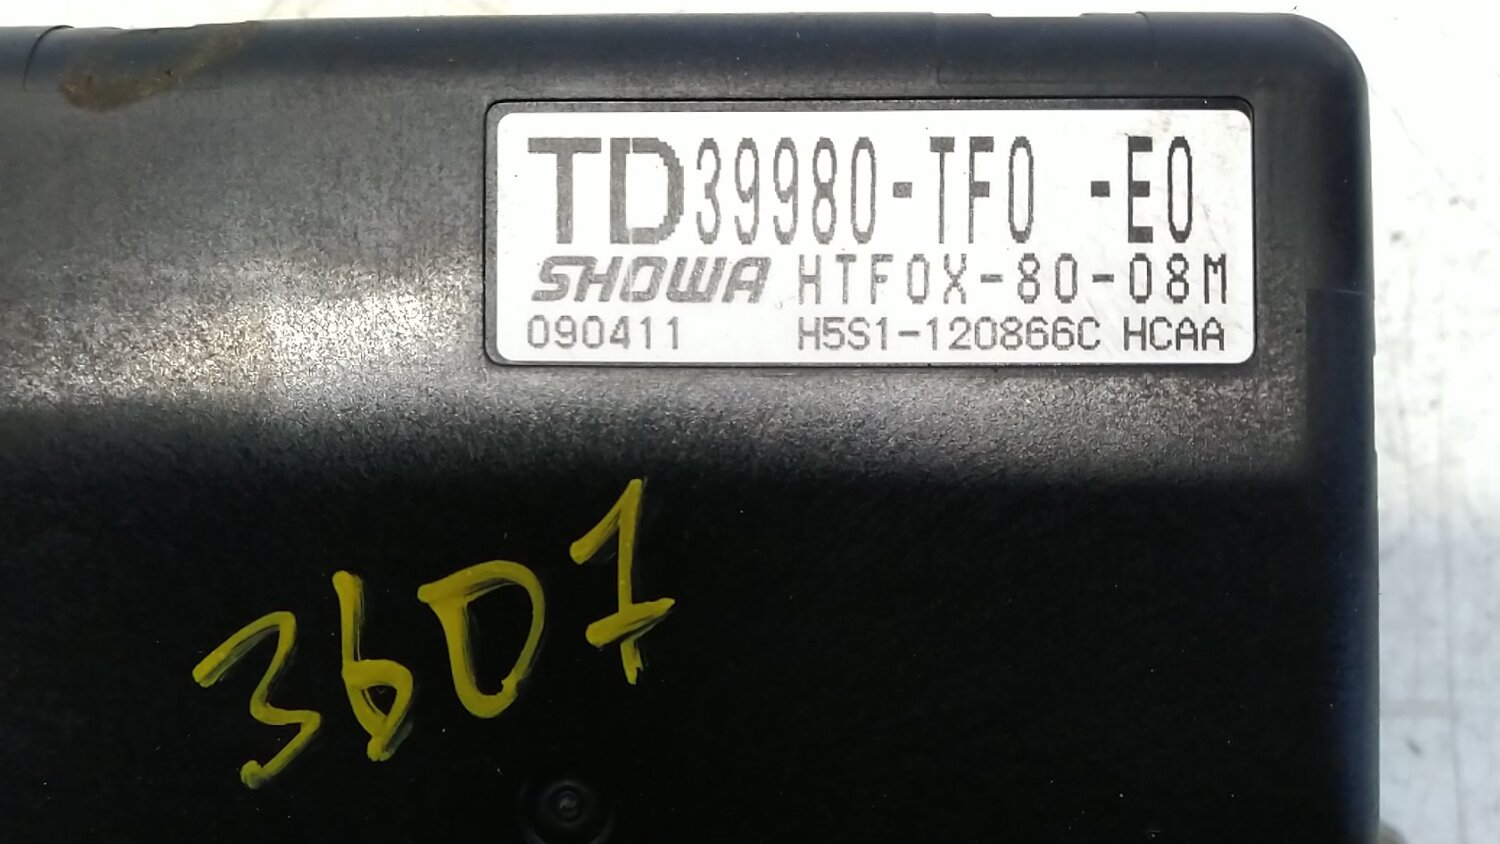 TD39980-TF0 -E0
SHOWA HTF0X-80-08M
090411 H5S1-120866C HCAA
3607